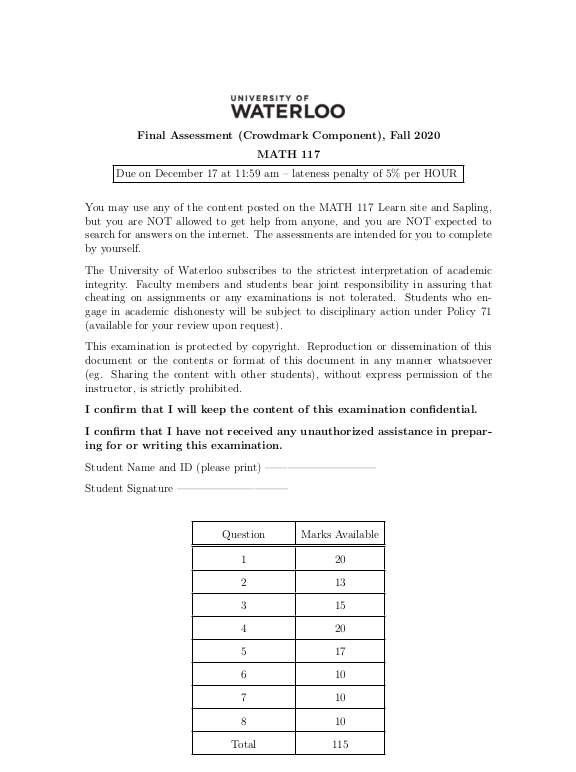 UNIVERSITY OF
WATERLOO
Final Assessment (Crowdmark Component), Fall 2020
MATH 117
Due on December 17 at 11:59 am – lateness penalty of 5% per HOUR
You may use any of the content posted on the MATH 117 Learn site and Sapling,
but you are NOT allowed to get help from anyone, and you are NOT expected to
search for answers on the internet. The assessments are intended for you to complete
by yourself.
The University of Waterloo subscribes to the strictest interpretation of academic
integrity. Faculty members and students bear joint responsibility in assuring that
cheating on assignments or any examinations is not tolerated. Students who en-
gage in academic dishonesty will be subject to disciplinary action under Policy 71
(available for your review upon request).
This examination is protected by copyright. Reproduction or dissemination of this
document or the contents or format of this document in any manner whatsoever
(eg. Sharing the content with other students), without express permission of the
instructor, is strictly prohibited.
I confirm that I will keep the content of this examination confidential.
I confirm that I have not received any unauthorized assistance in prepar-
ing for or writing this examination.
Student Name and ID (please print)
Student Signature
Question Marks Available
1 20
2 13
3 15
4 20
5 17
6 10
7 10
8 10
Total 115